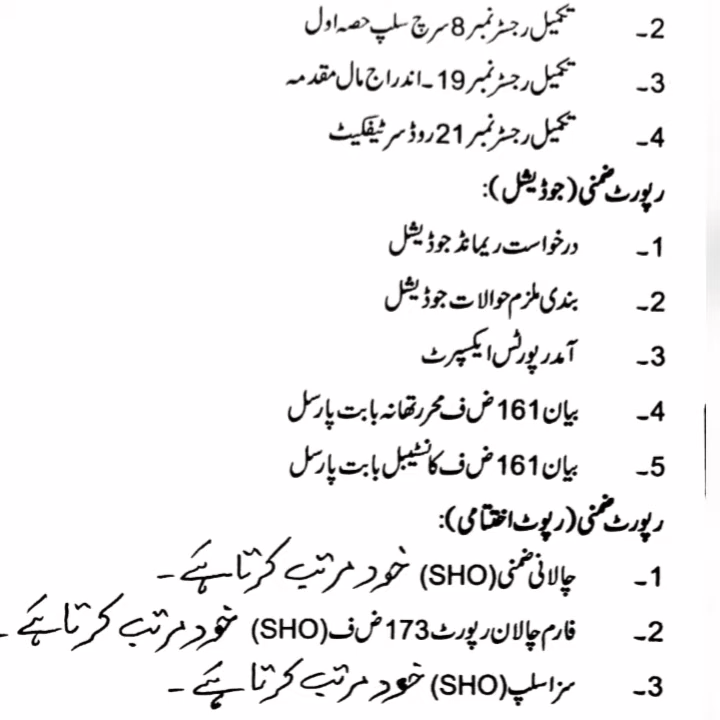 2۔ تکمیل رجسٹر نمبر 8 سرچ سلپ حصہ اول
3۔ تکمیل رجسٹر نمبر 19۔ اندراج مال مقدمہ
4۔ تکمیل رجسٹر نمبر 21 روڈ سرٹیفکیٹ
رپورٹ ضمنی (جوڈیشل):
1۔ درخواست ریمانڈ جوڈیشل
2۔ بندی ملزم حوالات جوڈیشل
3۔ آمد رپورٹس ایکسپرٹ
4۔ بیان 161 ض ف محرر تھانہ بابت پارسل
5۔ بیان 161 ض ف کانسٹیبل بابت پارسل
رپورٹ ضمنی (رپوٹ اختتامی):
1۔ چالانی ضمنی (SHO) خود مرتب کرتا ہے ۔
2۔ فارم چالان رپورٹ 173 ض ف (SHO) خود مرتب کرتا ہے ۔
3۔ سزا سلپ (SHO) خود مرتب کرتا ہے ۔